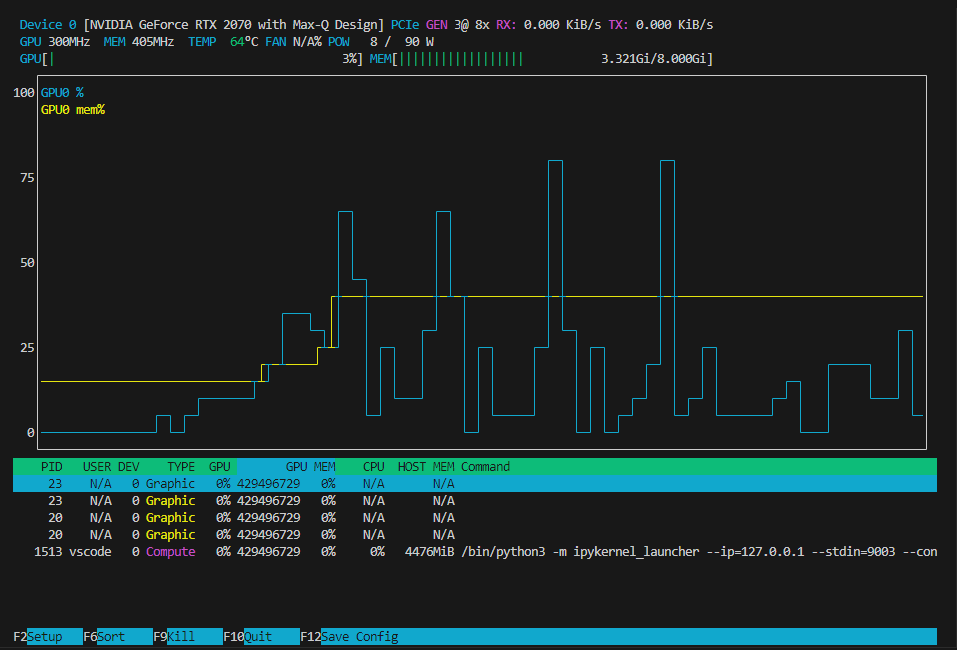 Device 0 [NVIDIA GeForce RTX 2070 with Max-Q Design] PCIe GEN 3@ 8x RX: 0.000 KiB/s TX: 0.000 KiB/s
GPU 300MHz MEM 405MHz TEMP 64°C FAN N/A% POW 8 / 90 W
GPU[| 3%] MEM[|||||||||||||||||| 3.321Gi/8.000Gi]
100 GPU0 %
GPU0 mem%
75
50
25
0
PID USER DEV TYPE GPU GPU MEM CPU HOST MEM Command
23 N/A 0 Graphic 0% 429496729 0% N/A N/A
23 N/A 0 Graphic 0% 429496729 0% N/A N/A
20 N/A 0 Graphic 0% 429496729 0% N/A N/A
20 N/A 0 Graphic 0% 429496729 0% N/A N/A
1513 vscode 0 Compute 0% 429496729 0% 0% 4476MiB /bin/python3 -m ipykernel_launcher --ip=127.0.0.1 --stdin=9003 --con
F2Setup F6Sort F9Kill F10Quit F12Save Config